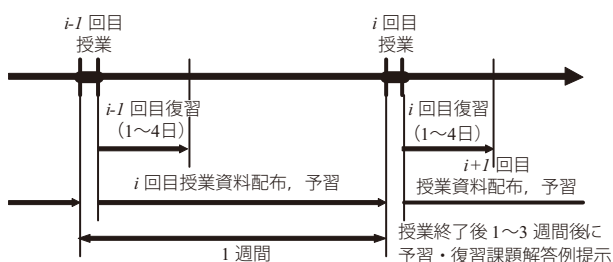 i-1 回目
授業
i 回目
授業
i-1 回目復習
（1～4日）
i 回目復習
（1～4日）
i 回目授業資料配布，予習
i+1 回目
授業資料配布，予習
1 週間
授業終了後 1～3 週間後に
予習・復習課題解答例提示